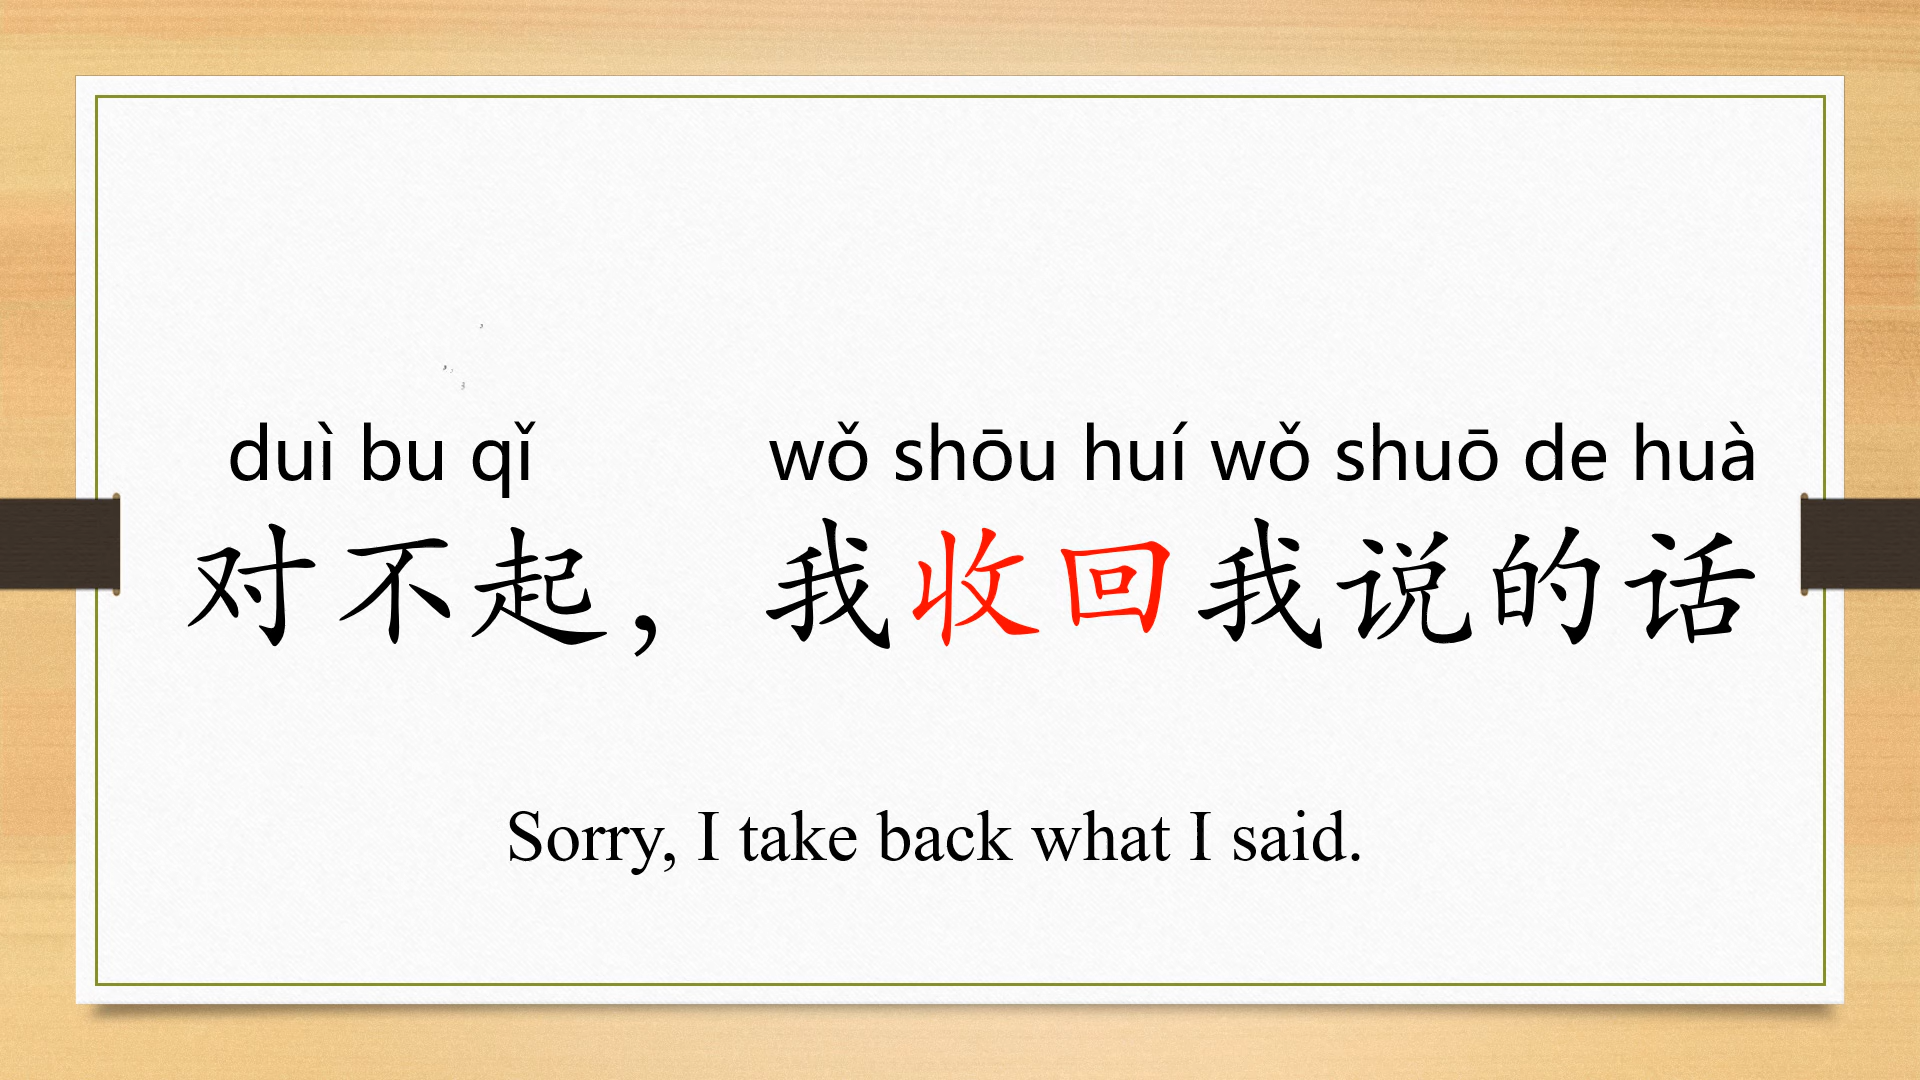 duì bu qǐ wǒ shōu huí wǒ shuō de huà
对不起，我收回我说的话
Sorry, I take back what I said.